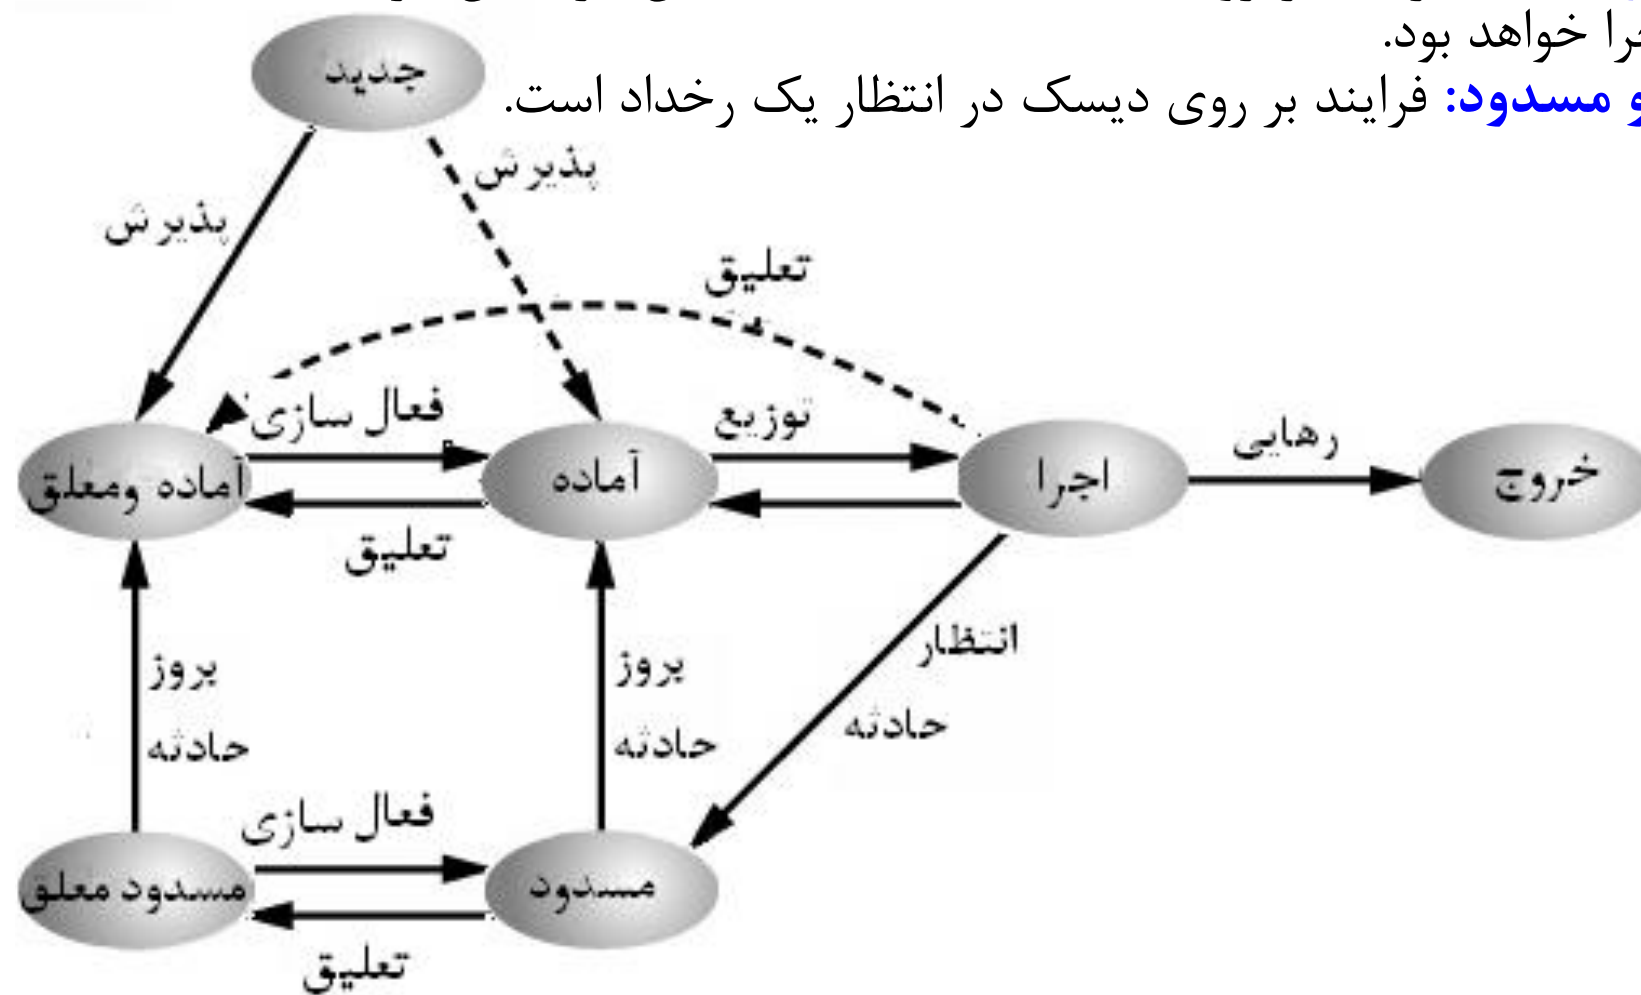 خواهد بود.
و مسدود: فرایند بر روی دیسک در انتظار یک رخداد است.
جدید
پذیرش
پذیرش
تعلیق
فعال سازی
توزیع
رهایی
آماده ومعلق
آماده
اجرا
خروج
تعلیق
انتظار
حادثه
بروز
حادثه
بروز
حادثه
فعال سازی
مسدود معلق
مسدود
تعلیق